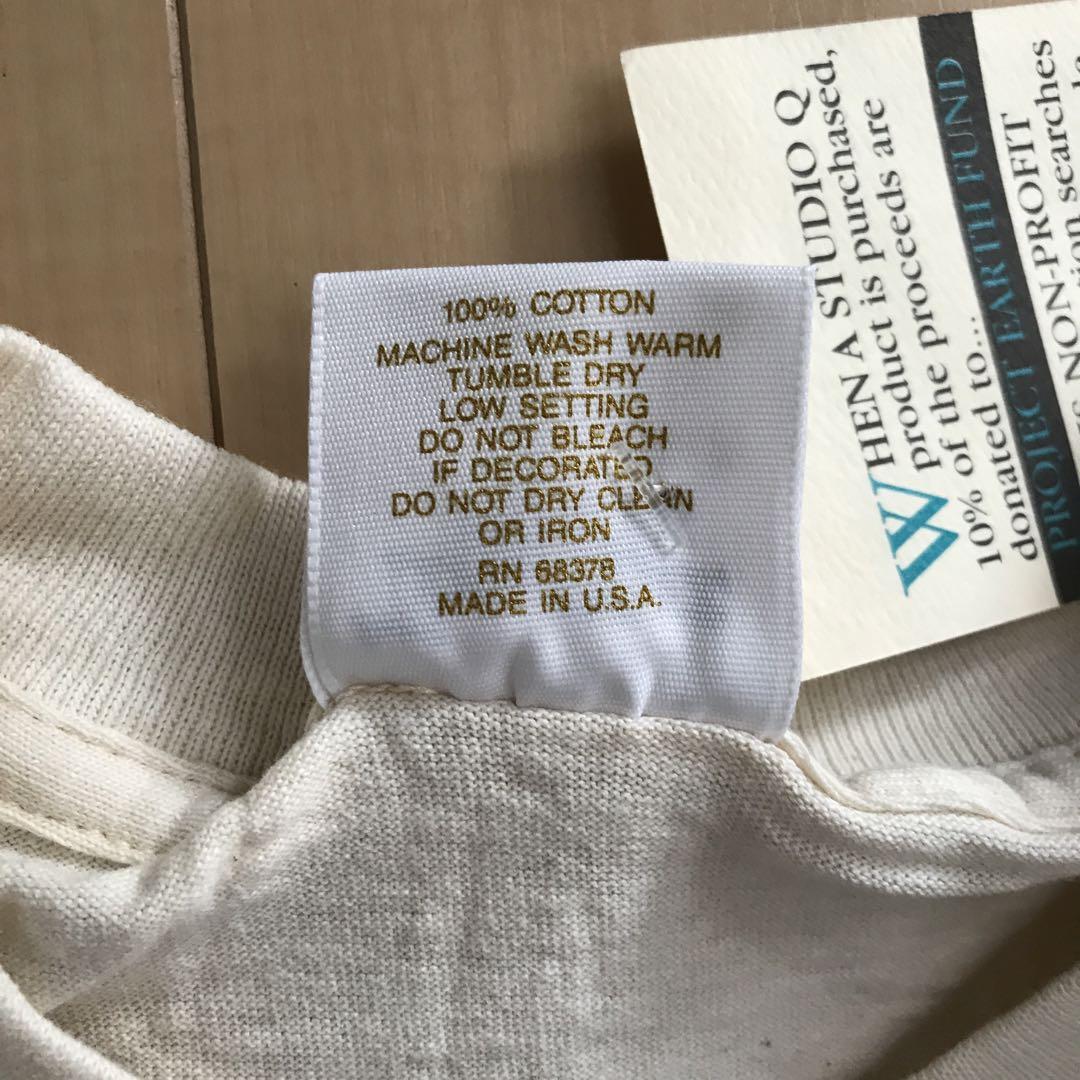 100% COTTON
MACHINE WASH WARM
TUMBLE DRY
LOW SETTING
DO NOT BLEACH
IF DECORATED
DO NOT DRY CLEAN
OR IRON
RN 68378
MADE IN U.S.A.
WHEN A STUDIO Q
product is purchased,
10% of the proceeds are
donated to...
PROJECT EARTH FUND
NON-PROFIT
searches